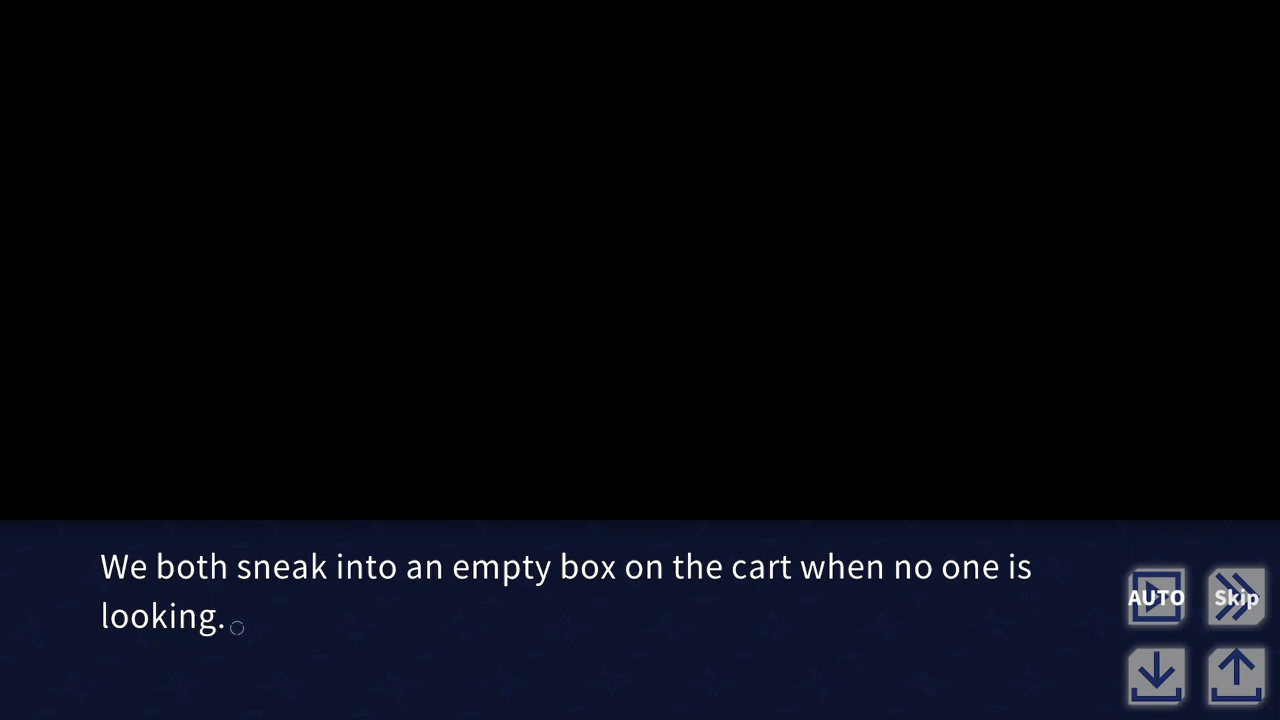 We both sneak into an empty box on the cart when no one is
looking.
AUTO
Skip